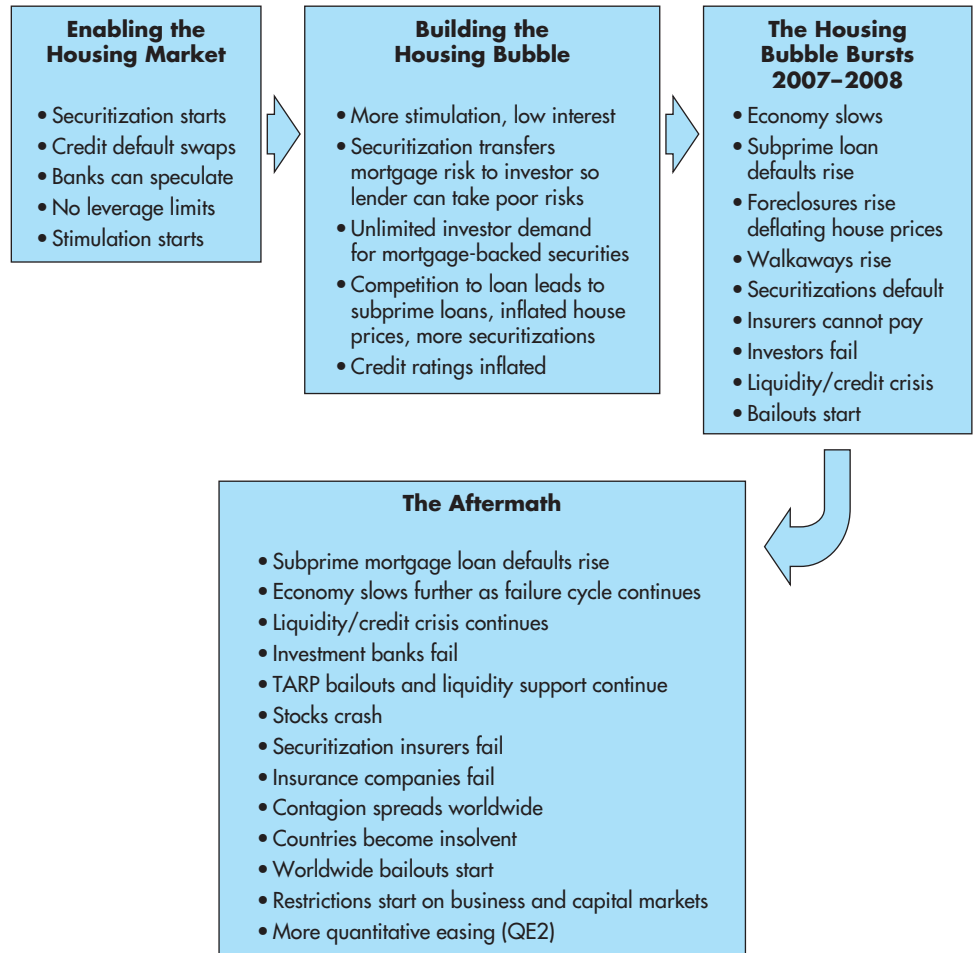 Enabling the
Housing Market
• Securitization starts
• Credit default swaps
• Banks can speculate
• No leverage limits
• Stimulation starts
Building the
Housing Bubble
• More stimulation, low interest
• Securitization transfers
mortgage risk to investor so
lender can take poor risks
• Unlimited investor demand
for mortgage-backed securities
• Competition to loan leads to
subprime loans, inflated house
prices, more securitizations
• Credit ratings inflated
The Housing
Bubble Bursts
2007–2008
• Economy slows
• Subprime loan
defaults rise
• Foreclosures rise
deflating house prices
• Walkaways rise
• Securitizations default
• Insurers cannot pay
• Investors fail
• Liquidity/credit crisis
• Bailouts start
The Aftermath
• Subprime mortgage loan defaults rise
• Economy slows further as failure cycle continues
• Liquidity/credit crisis continues
• Investment banks fail
• TARP bailouts and liquidity support continue
• Stocks crash
• Securitization insurers fail
• Insurance companies fail
• Contagion spreads worldwide
• Countries become insolvent
• Worldwide bailouts start
• Restrictions start on business and capital markets
• More quantitative easing (QE2)